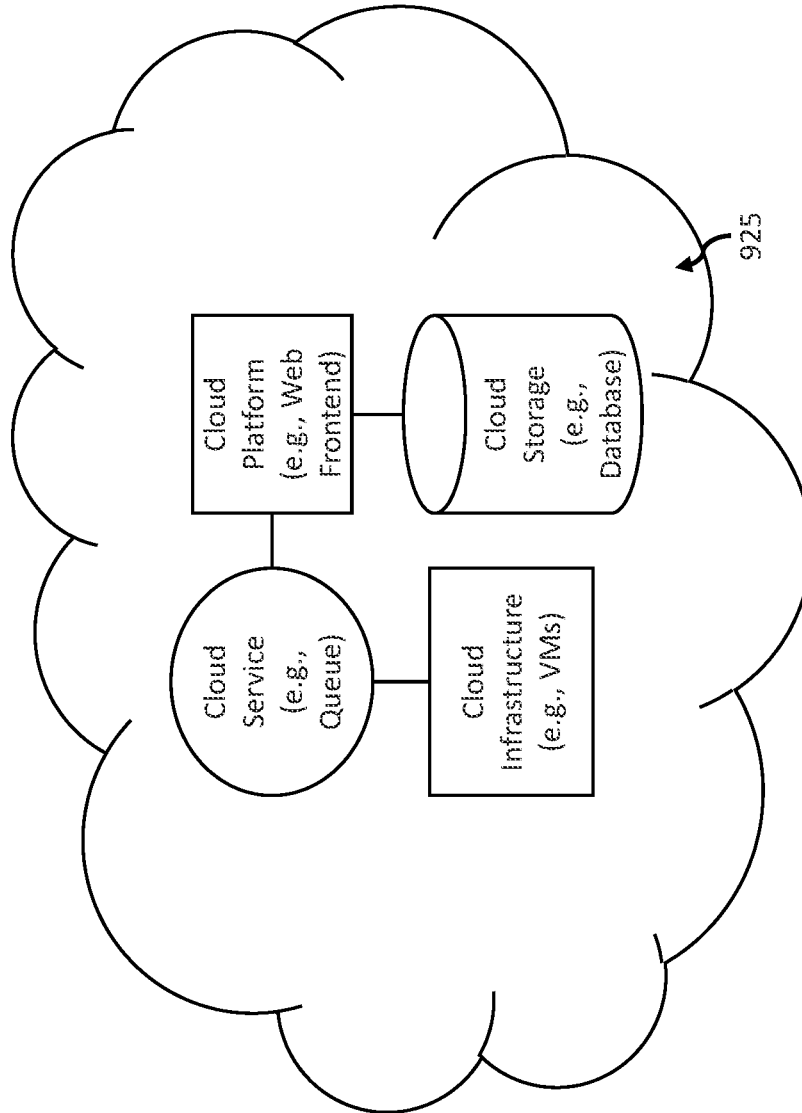 Cloud
Service
(e.g.,
Queue)
Cloud
Platform
(e.g., Web
Frontend)
Cloud
Infrastructure
(e.g., VMs)
Cloud
Storage
(e.g.,
Database)
925